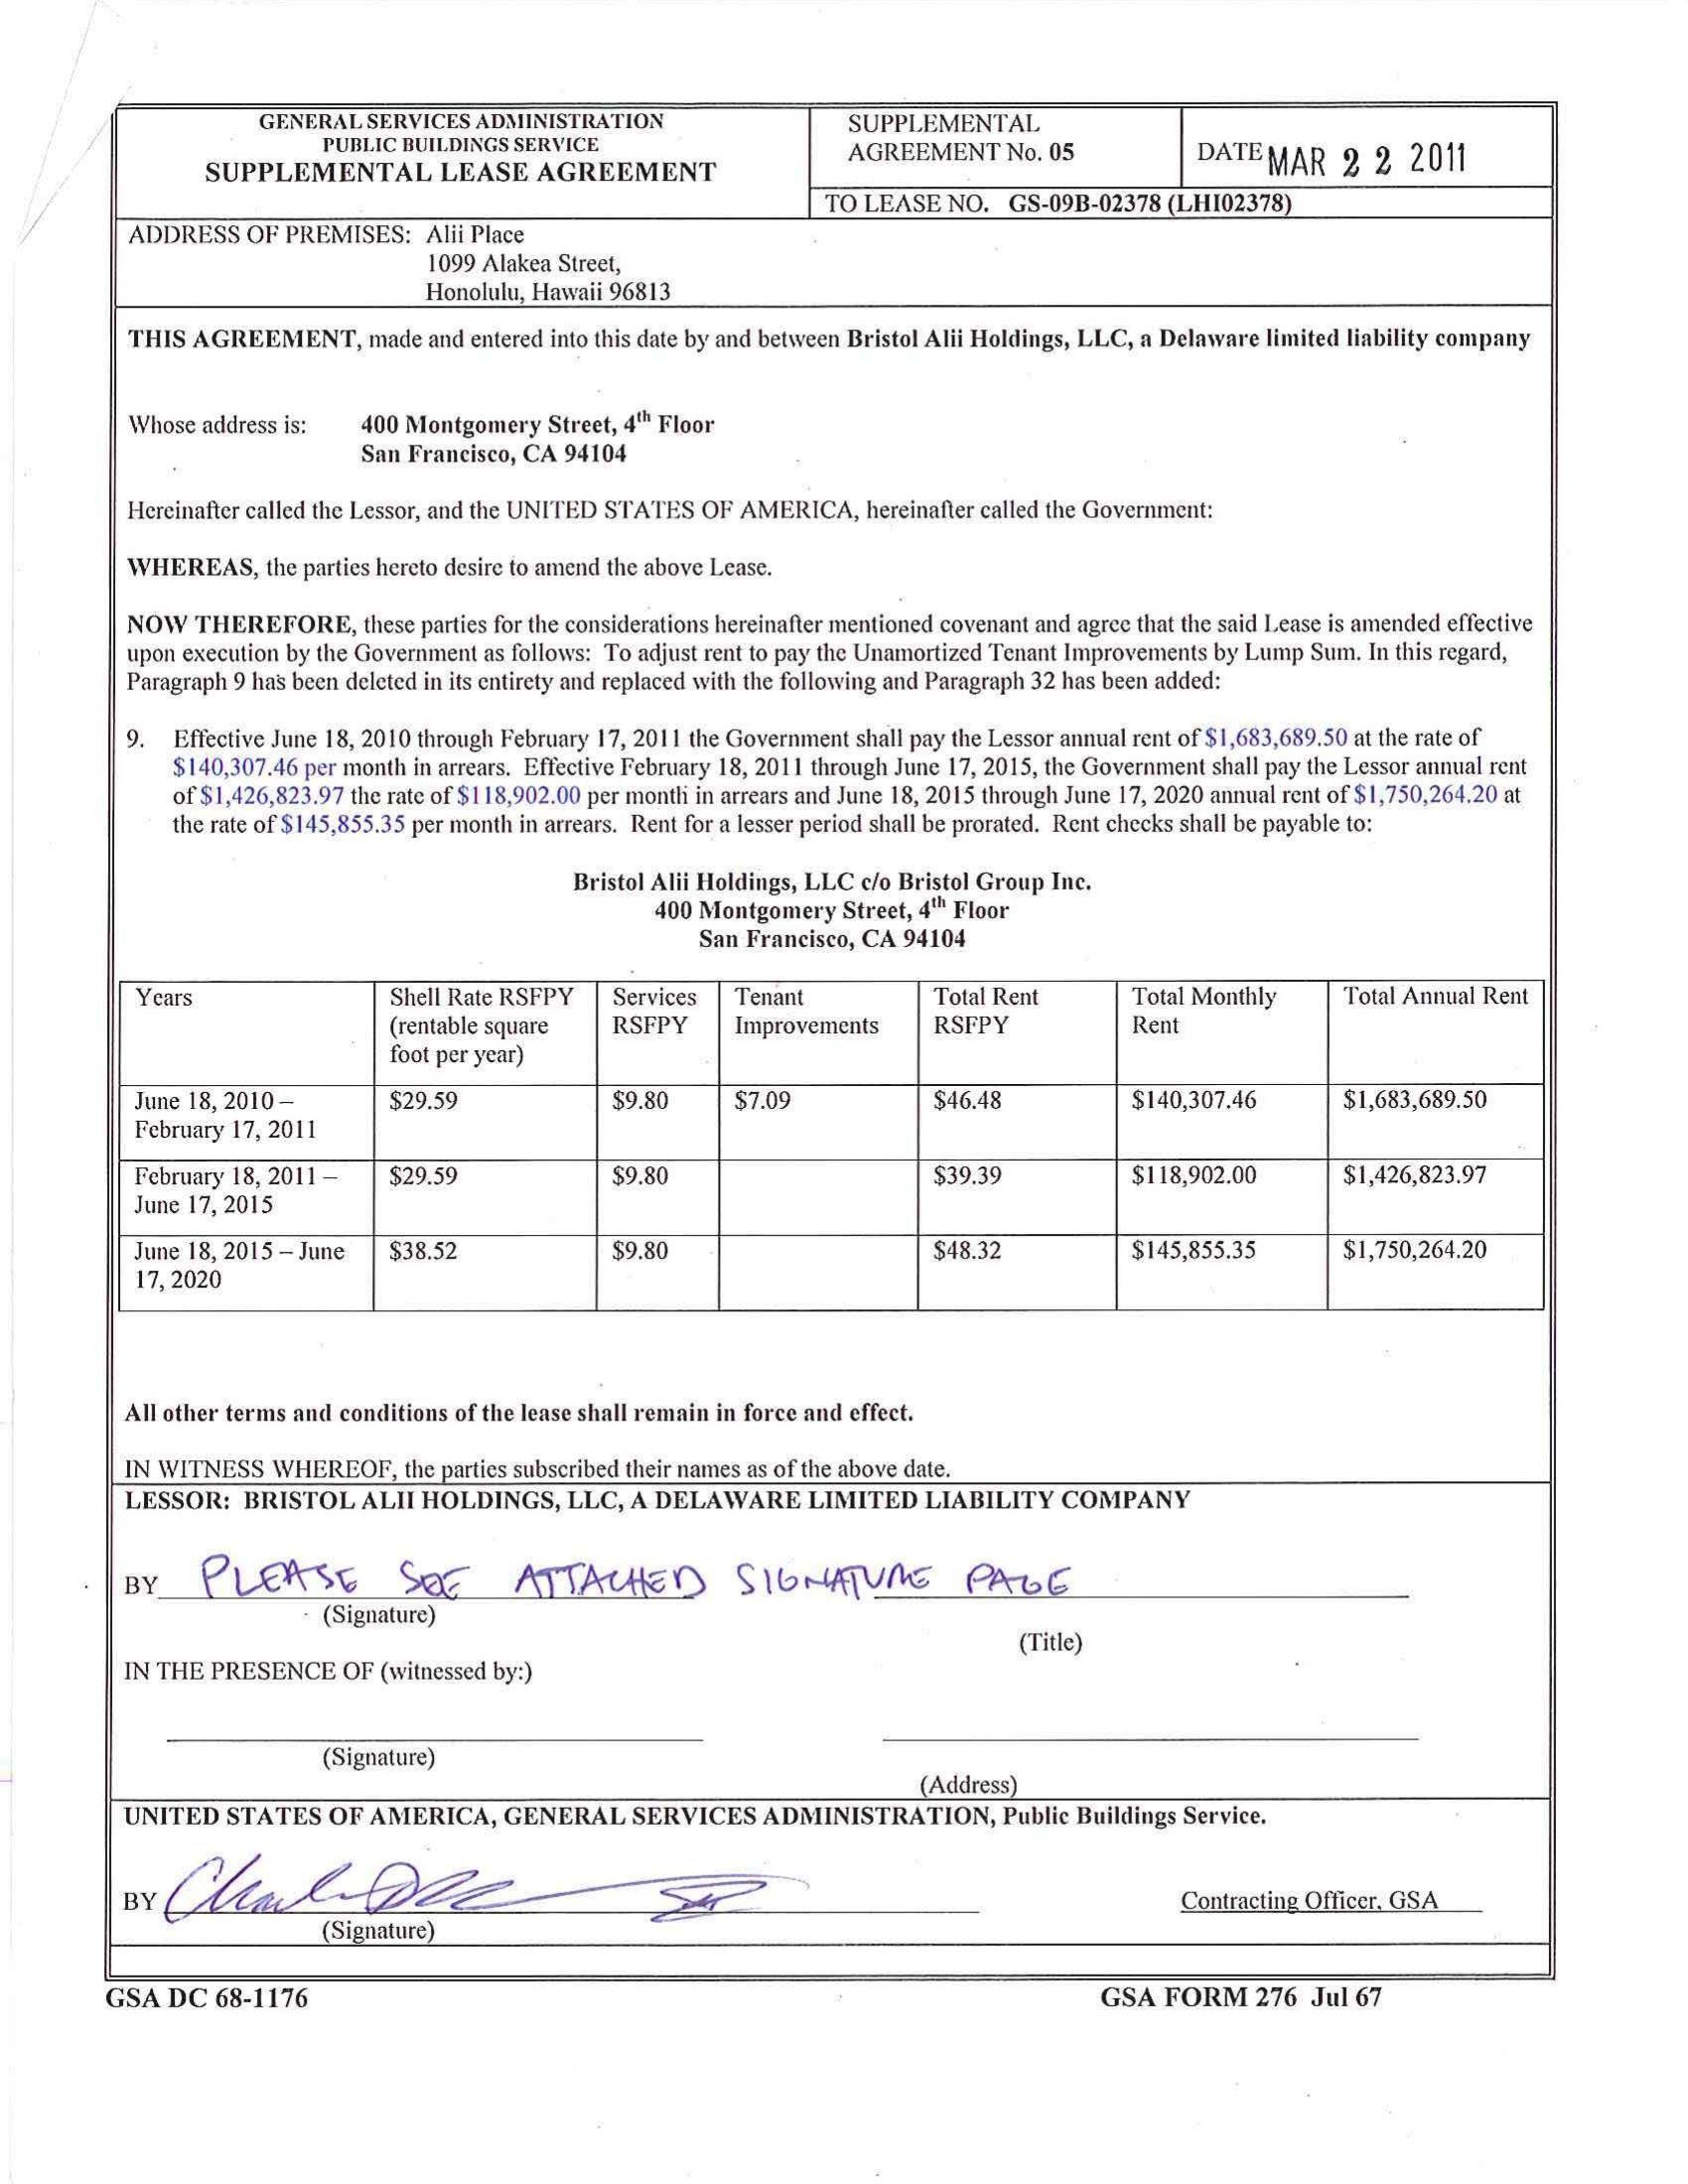 GENERAL SERVICES ADMINISTRATION
PUBLIC BUILDINGS SERVICE
SUPPLEMENTAL LEASE AGREEMENT
SUPPLEMENTAL
AGREEMENT No. 05
DATE MAR 22 2011
TO LEASE NO. GS-09B-02378 (LHI02378)
ADDRESS OF PREMISES: Alii Place
1099 Alakea Street,
Honolulu, Hawaii 96813
THIS AGREEMENT, made and entered into this date by and between Bristol Alii Holdings, LLC, a Delaware limited liability company
Whose address is: 400 Montgomery Street, 4th Floor
San Francisco, CA 94104
Hereinafter called the Lessor, and the UNITED STATES OF AMERICA, hereinafter called the Government:
WHEREAS, the parties hereto desire to amend the above Lease.
NOW THEREFORE, these parties for the considerations hereinafter mentioned covenant and agree that the said Lease is amended effective
upon execution by the Government as follows: To adjust rent to pay the Unamortized Tenant Improvements by Lump Sum. In this regard,
Paragraph 9 has been deleted in its entirety and replaced with the following and Paragraph 32 has been added:
9. Effective June 18, 2010 through February 17, 2011 the Government shall pay the Lessor annual rent of $1,683,689.50 at the rate of
$140,307.46 per month in arrears. Effective February 18, 2011 through June 17, 2015, the Government shall pay the Lessor annual rent
of $1,426,823.97 the rate of $118,902.00 per month in arrears and June 18, 2015 through June 17, 2020 annual rent of $1,750,264.20 at
the rate of $145,855.35 per month in arrears. Rent for a lesser period shall be prorated. Rent checks shall be payable to:
Bristol Alii Holdings, LLC c/o Bristol Group Inc.
400 Montgomery Street, 4th Floor
San Francisco, CA 94104
Years Shell Rate RSFPY Services Tenant Total Rent Total Monthly Total Annual Rent
(rentable square RSFPY Improvements RSFPY Rent
foot per year)
June 18, 2010 – $29.59 $9.80 $7.09 $46.48 $140,307.46 $1,683,689.50
February 17, 2011
February 18, 2011 – $29.59 $9.80 $39.39 $118,902.00 $1,426,823.97
June 17, 2015
June 18, 2015 – June $38.52 $9.80 $48.32 $145,855.35 $1,750,264.20
17, 2020
All other terms and conditions of the lease shall remain in force and effect.
IN WITNESS WHEREOF, the parties subscribed their names as of the above date.
LESSOR: BRISTOL ALII HOLDINGS, LLC, A DELAWARE LIMITED LIABILITY COMPANY
BY PLEASE SEE ATTACHED SIGNATURE PAGE
(Signature)
(Title)
IN THE PRESENCE OF (witnessed by:)
(Signature)
(Address)
UNITED STATES OF AMERICA, GENERAL SERVICES ADMINISTRATION, Public Buildings Service.
BY
Contracting Officer, GSA
(Signature)
GSA DC 68-1176
GSA FORM 276 Jul 67